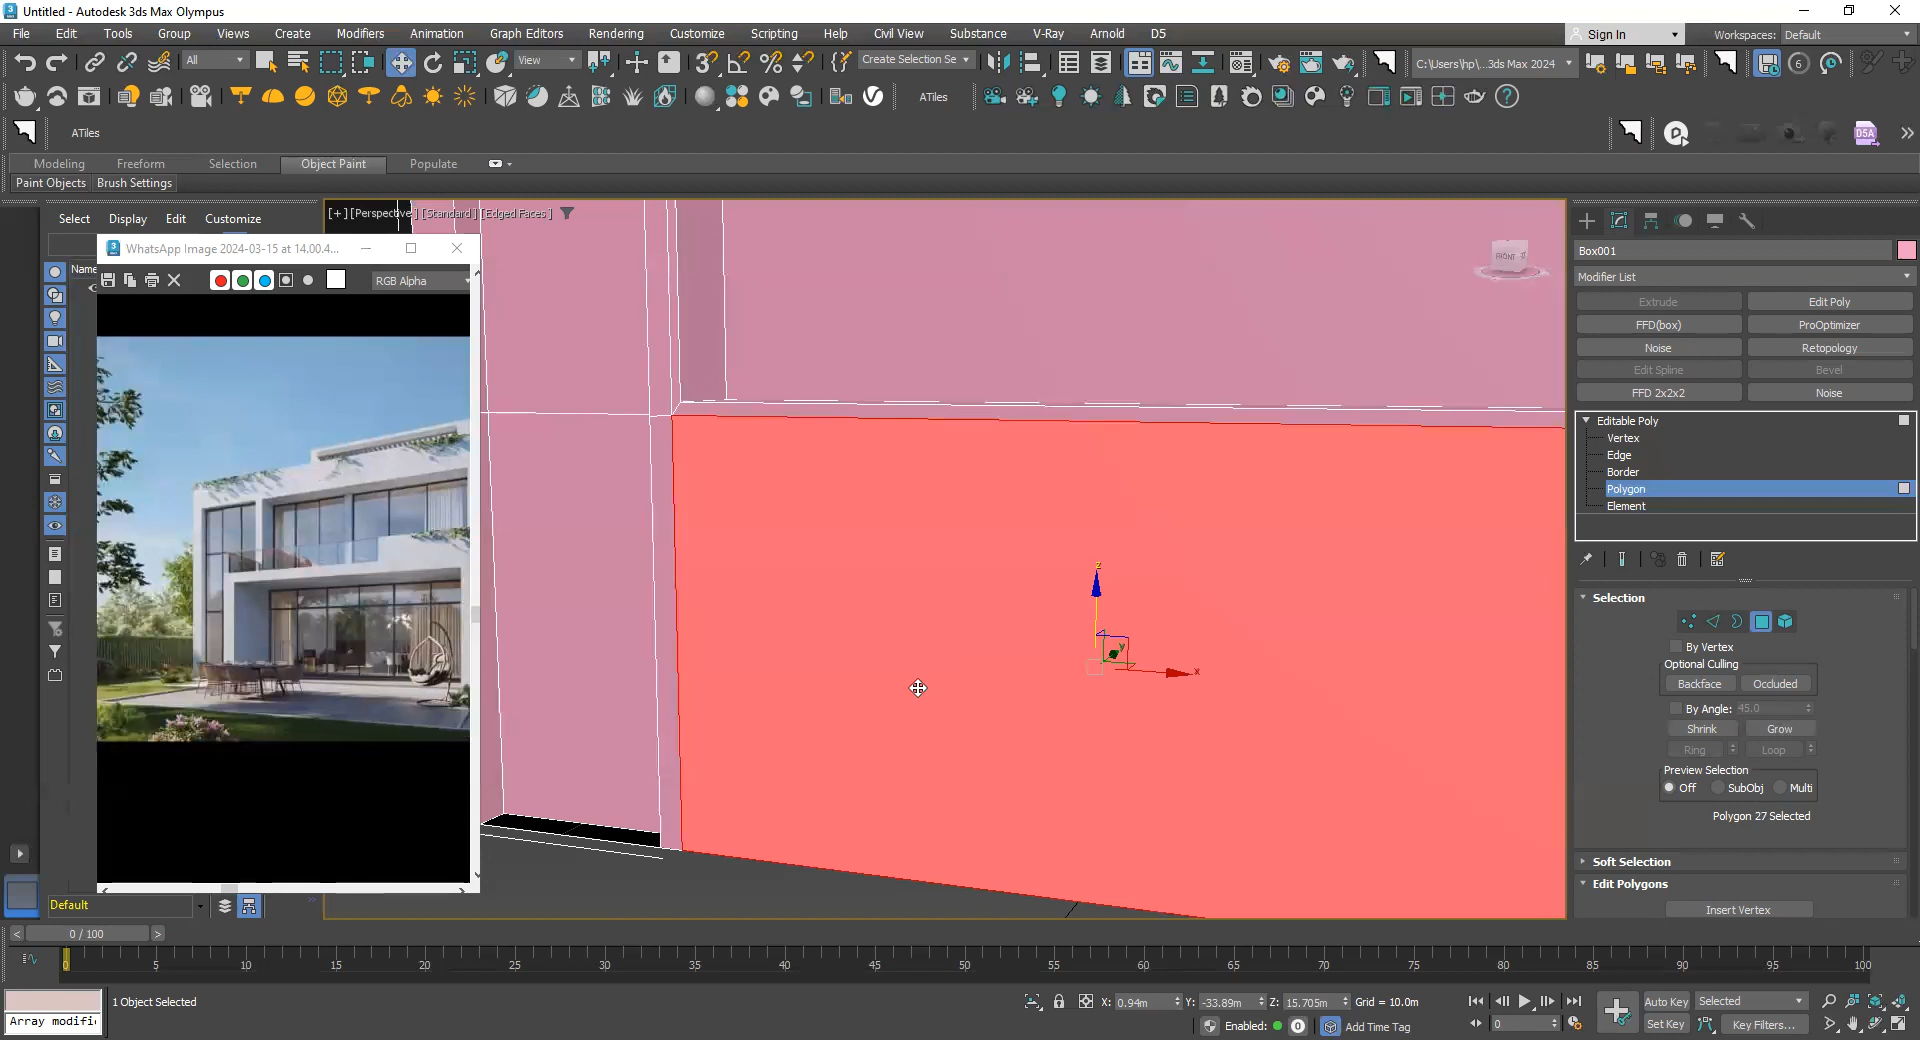 Untitled - Autodesk 3ds Max Olympus
File Edit Tools Group Views Create Modifiers Animation Graph Editors Rendering Customize Scripting Help Civil View Substance V-Ray Arnold D5 Sign In Workspaces: Default
All View Create Selection Se C:\Users\hp\...3ds Max 2024 6
ATiles
ATiles D5A
Modeling Freeform Selection Object Paint Populate
Paint Objects Brush Settings
Select Display Edit Customize
[+] [Perspective] [Standard] [Edged Faces]
WhatsApp Image 2024-03-15 at 14.00.4...
Name
RGB Alpha
FRONT
Box001
Modifier List
Extrude Edit Poly
FFD(box) ProOptimizer
Noise Retopology
Edit Spline Bevel
FFD 2x2x2 Noise
Editable Poly
Vertex
Edge
Border
Polygon
Element
z
y
x
Selection
By Vertex
Optional Culling
Backface Occluded
By Angle: 45.0
Shrink Grow
Ring Loop
Preview Selection
Off SubObj Multi
Polygon 27 Selected
Soft Selection
Edit Polygons
Insert Vertex
Default
< 0 / 100 >
0 5 10 15 20 25 30 35 40 45 50 55 60 65 70 75 80 85 90 95 100
1 Object Selected
X: 0.94m Y: -33.89m Z: 15.705m Grid = 10.0m
Auto Key Selected
Array modifi
Enabled: 0 Add Time Tag
0
Set Key Key Filters...